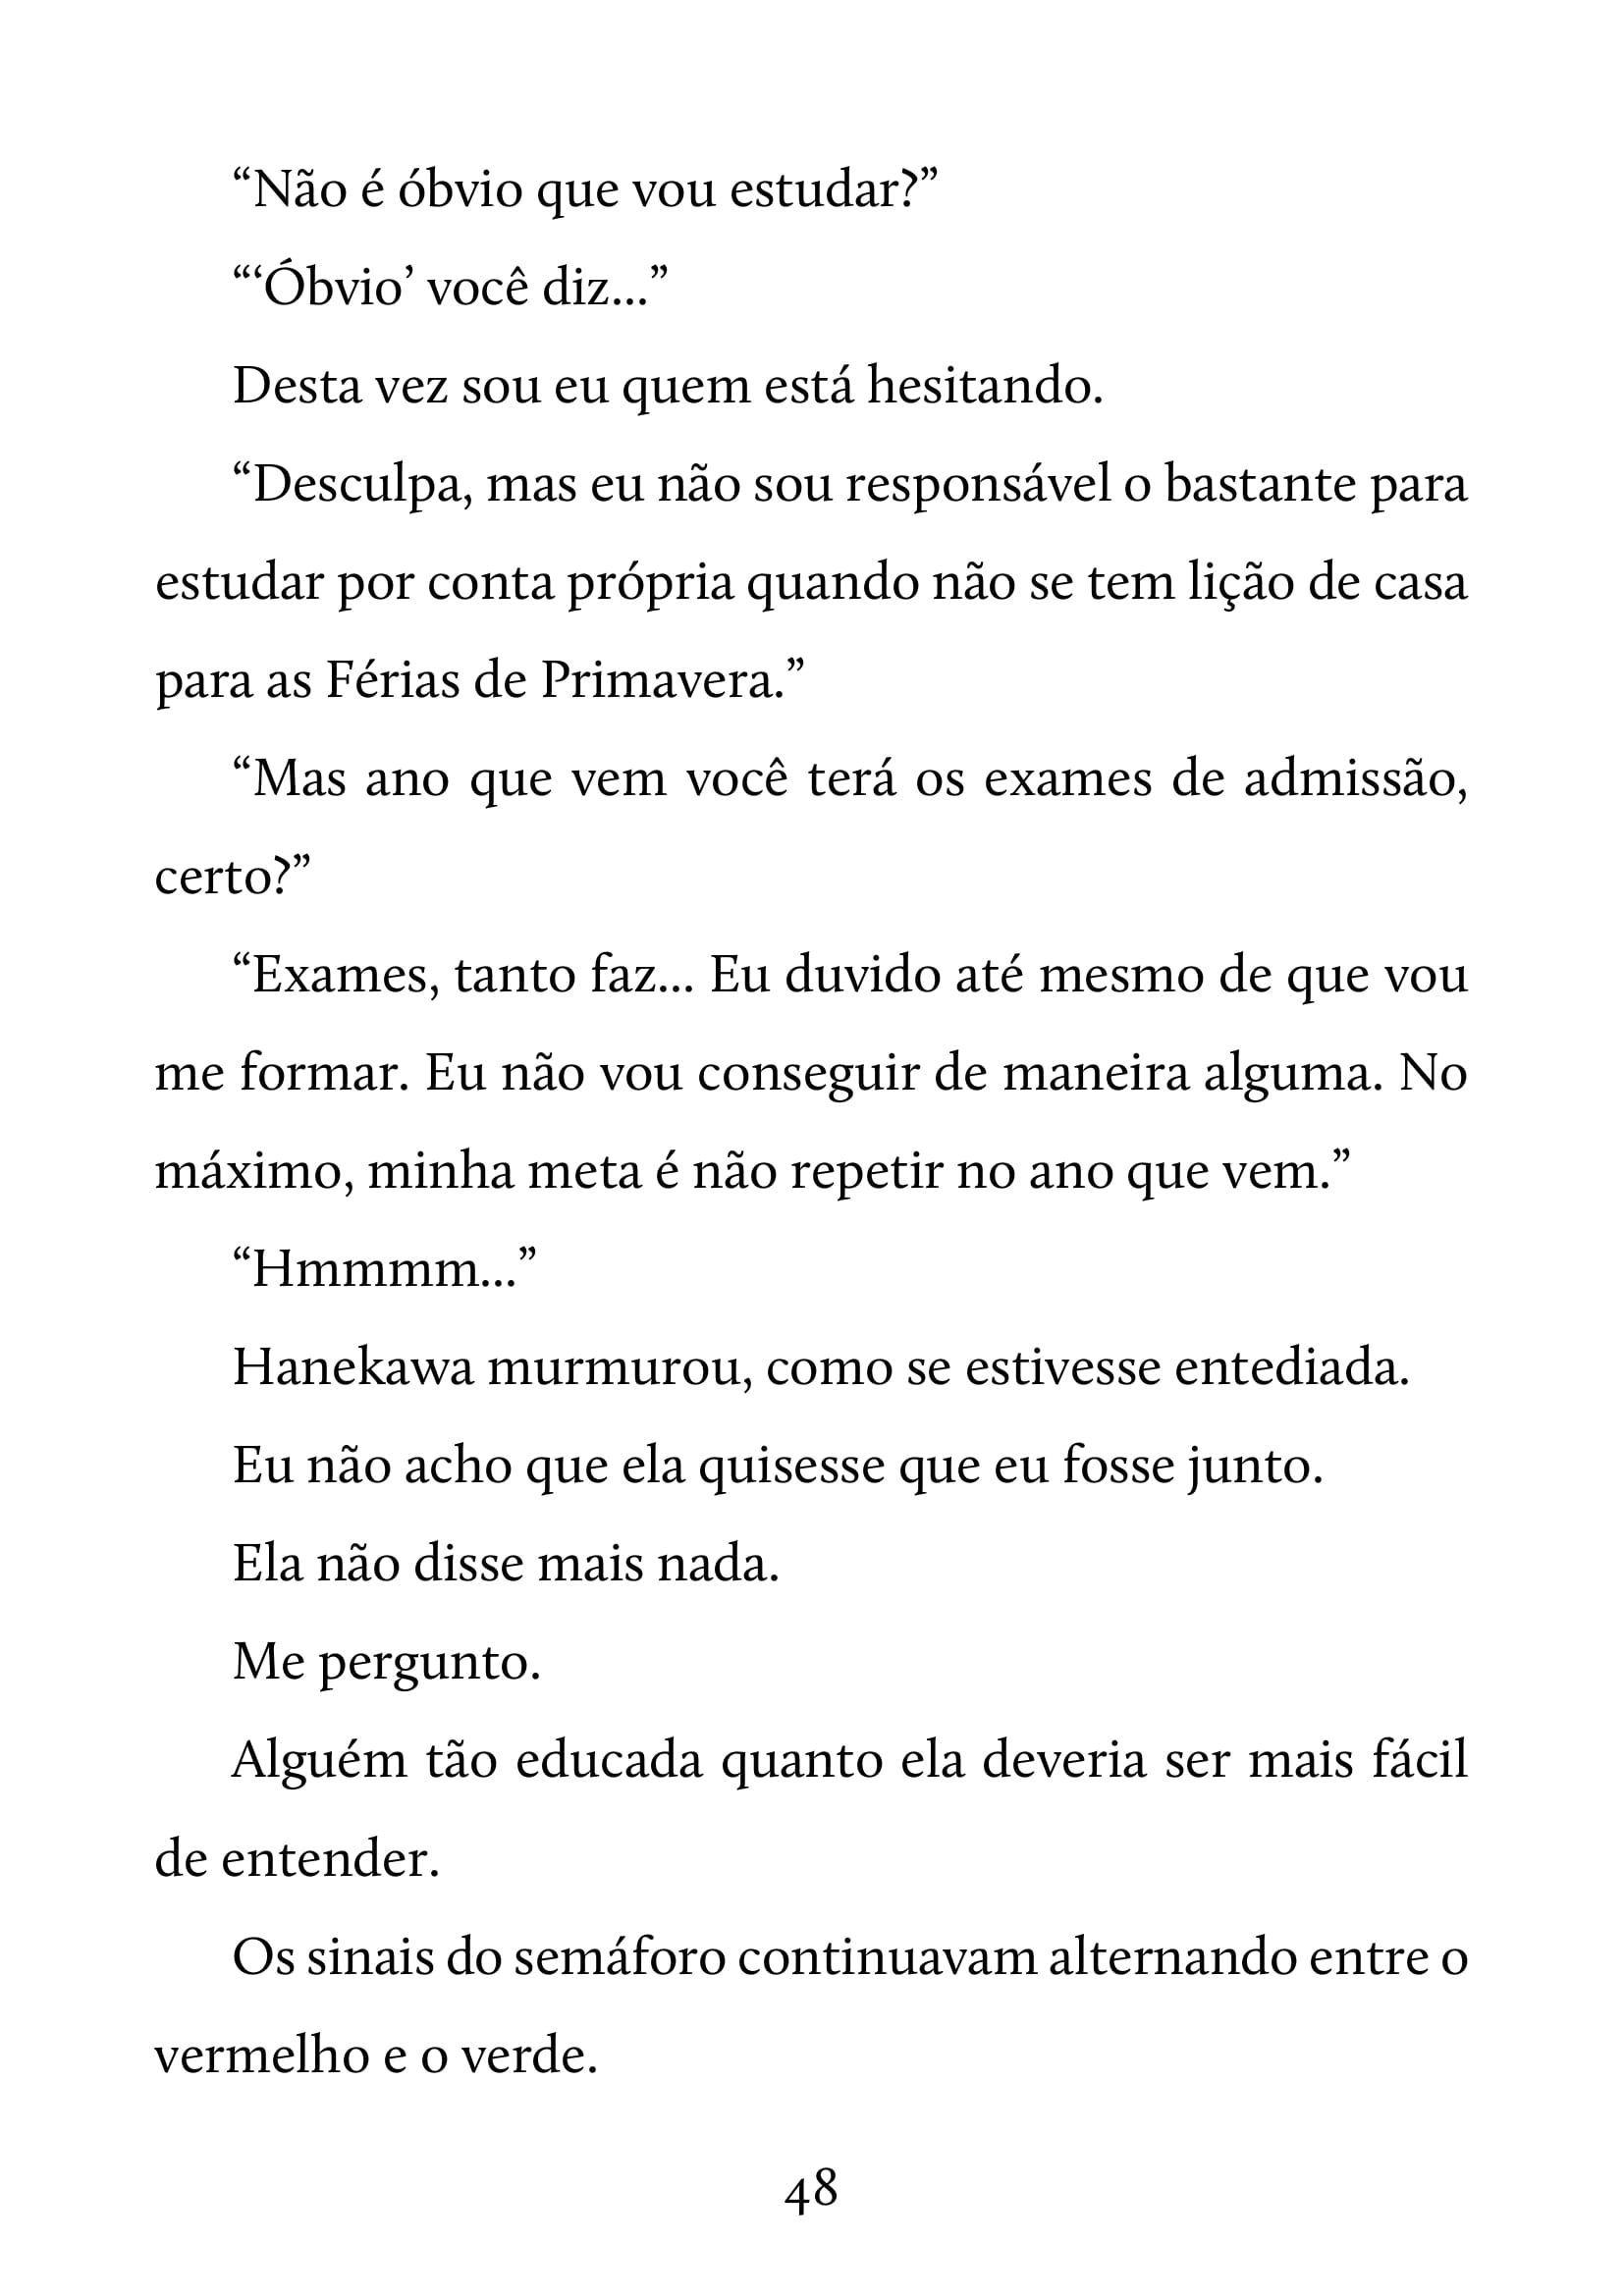 “Não é óbvio que vou estudar?”
“‘Óbvio’ você diz...”
Desta vez sou eu quem está hesitando.
“Desculpa, mas eu não sou responsável o bastante para
estudar por conta própria quando não se tem lição de casa
para as Férias de Primavera.”
“Mas ano que vem você terá os exames de admissão,
certo?”
“Exames, tanto faz... Eu duvido até mesmo de que vou
me formar. Eu não vou conseguir de maneira alguma. No
máximo, minha meta é não repetir no ano que vem.”
“Hmmmm...”
Hanekawa murmurou, como se estivesse entediada.
Eu não acho que ela quisesse que eu fosse junto.
Ela não disse mais nada.
Me pergunto.
Alguém tão educada quanto ela deveria ser mais fácil
de entender.
Os sinais do semáforo continuavam alternando entre o
vermelho e o verde.
48